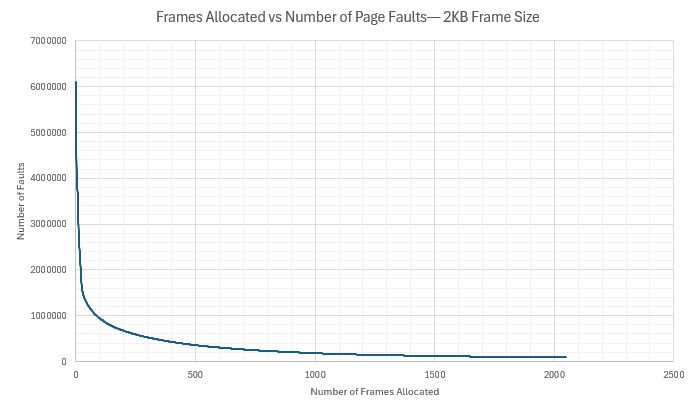 Frames Allocated vs Number of Page Faults— 2KB Frame Size
7000000
6000000
5000000
4000000
3000000
2000000
1000000
0
Number of Faults
0 500 1000 1500 2000 2500
Number of Frames Allocated